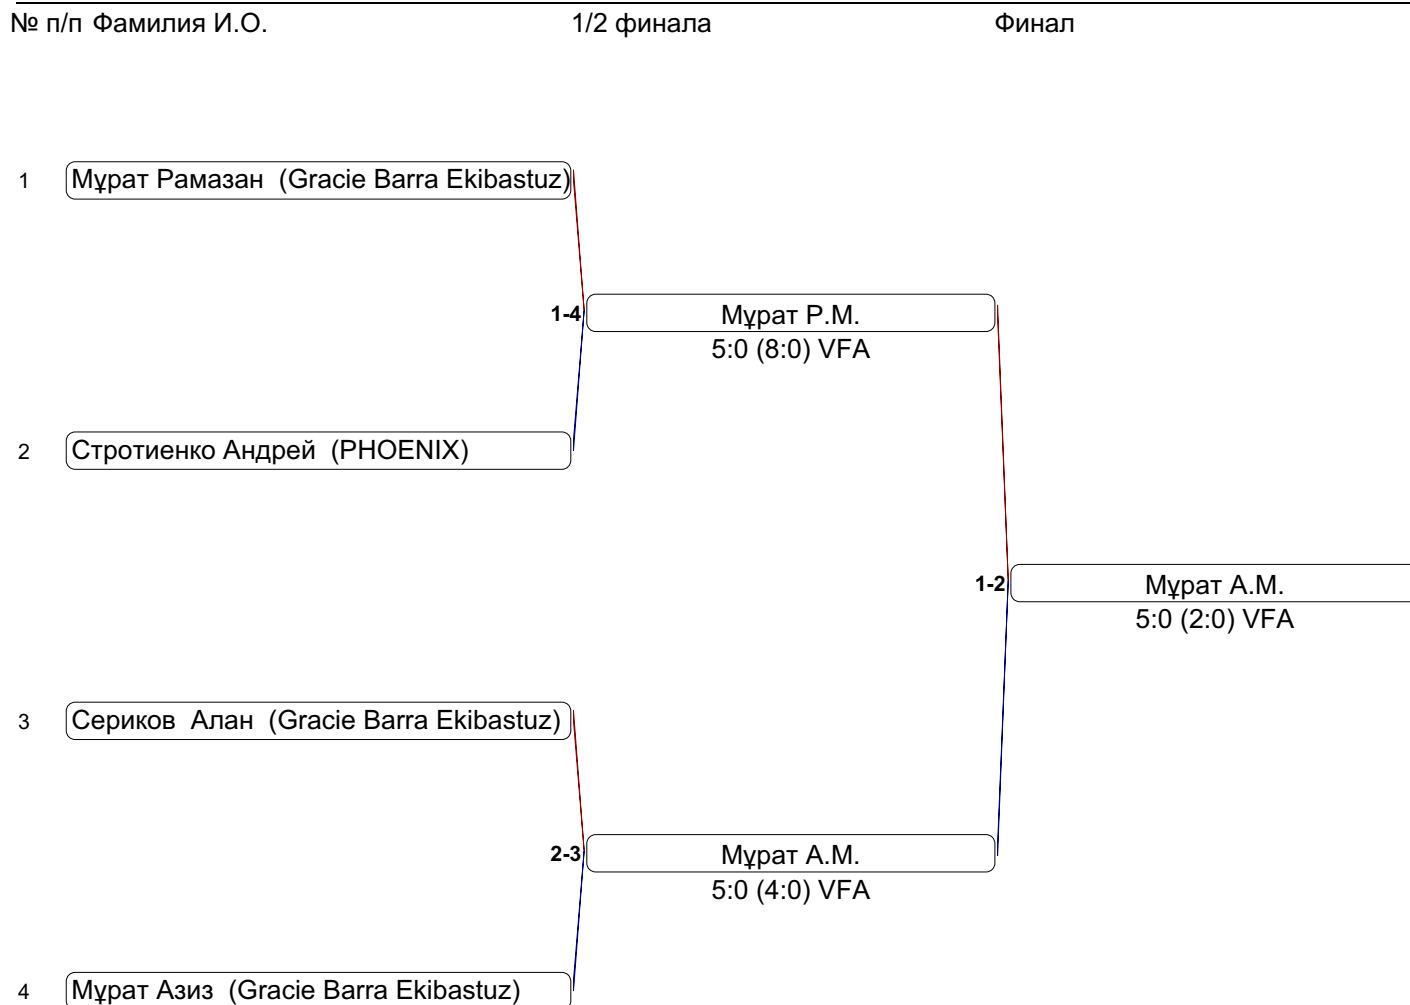 № п/п Фамилия И.О. 1/2 финала Финал
1 Мұрат Рамазан (Gracie Barra Ekibastuz)
1-4 Мұрат Р.М.
5:0 (8:0) VFA
2 Стротиенко Андрей (PHOENIX)
1-2 Мұрат А.М.
5:0 (2:0) VFA
3 Сериков Алан (Gracie Barra Ekibastuz)
2-3 Мұрат А.М.
5:0 (4:0) VFA
4 Мұрат Азиз (Gracie Barra Ekibastuz)